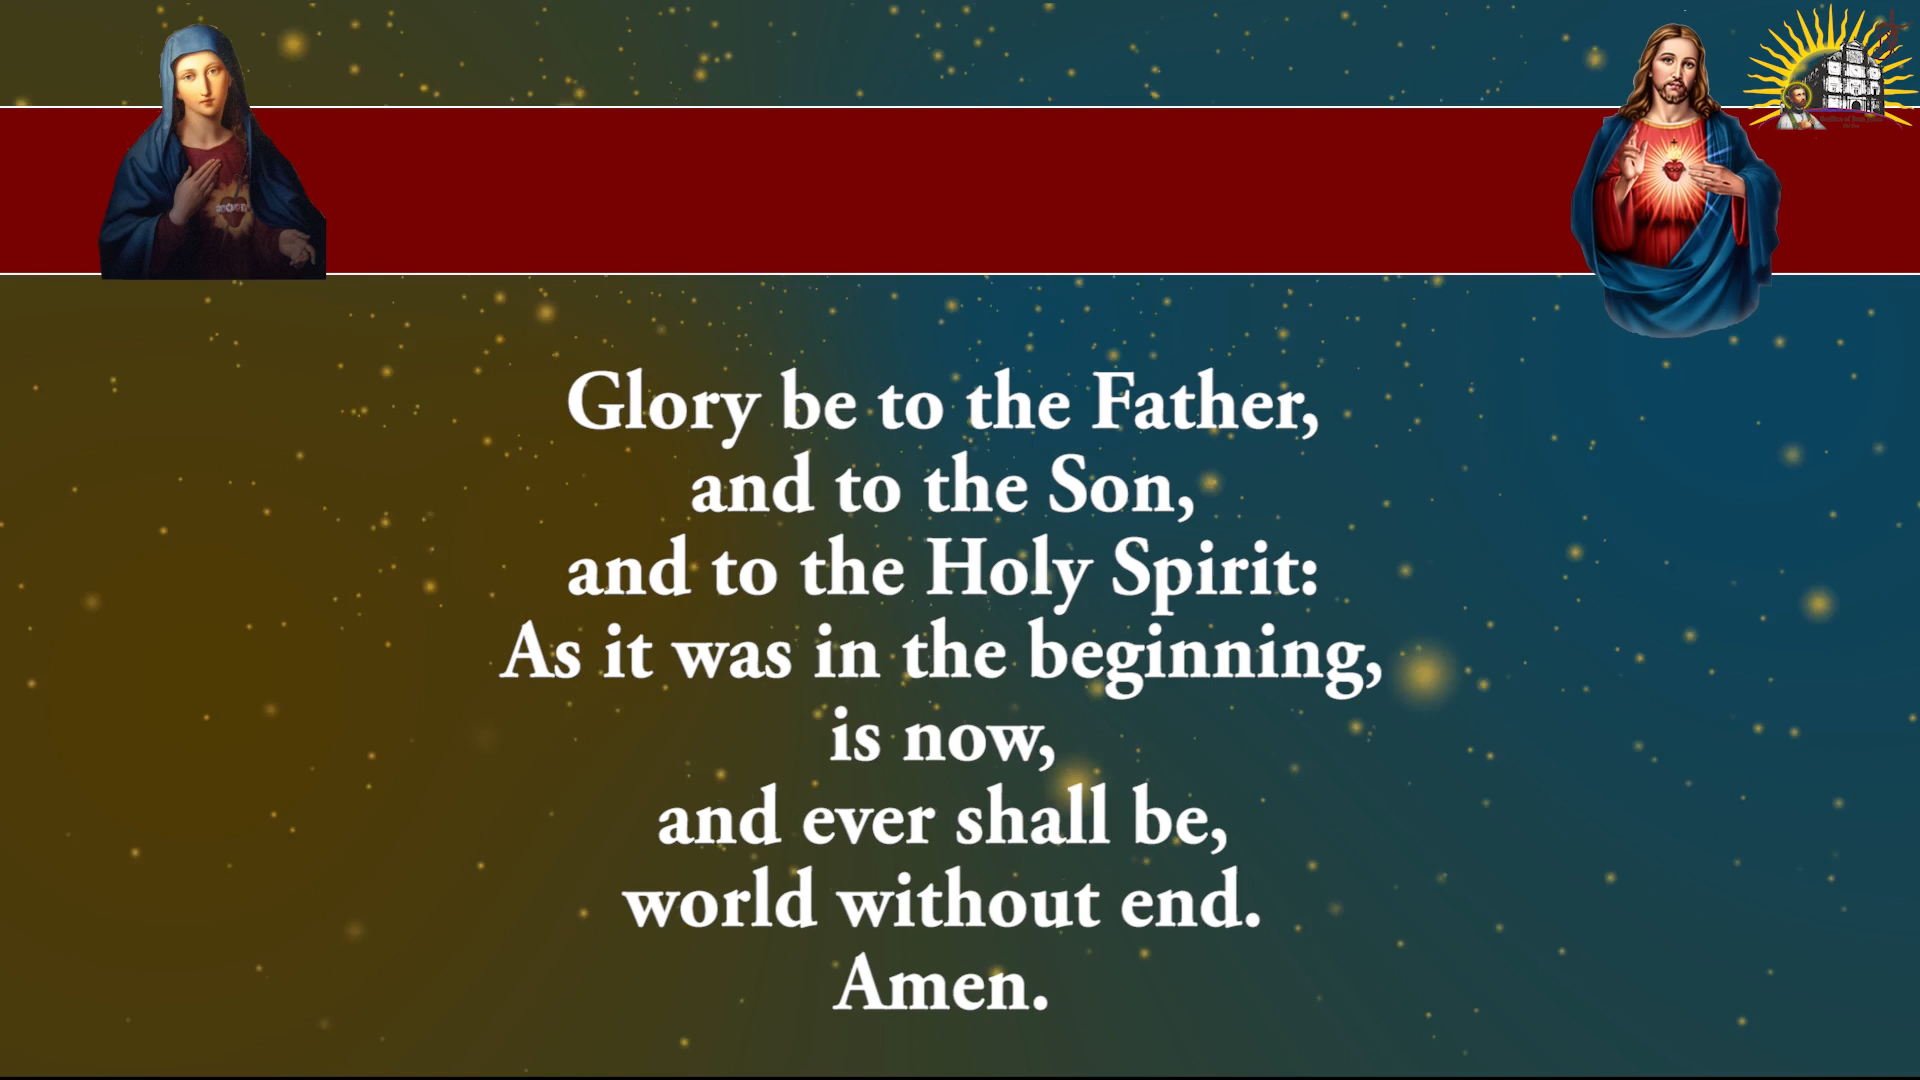 Glory be to the Father,
and to the Son,
and to the Holy Spirit:
As it was in the beginning,
is now,
and ever shall be,
world without end.
Amen.